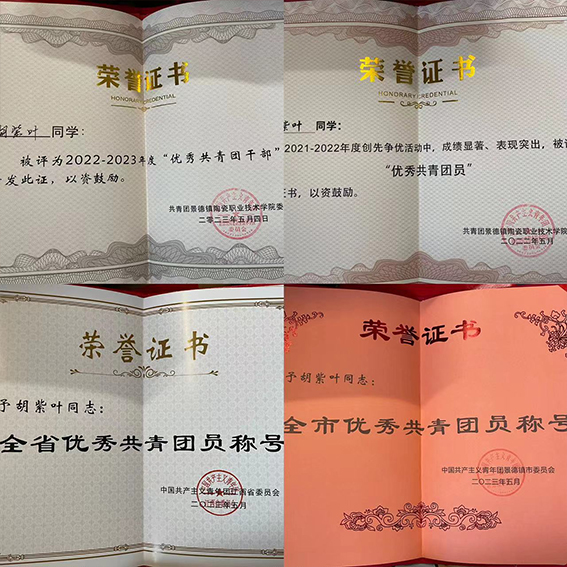 荣誉证书
HONORARY CREDENTIAL
胡紫叶 同学：
被评为2022-2023年度“优秀共青团干部”
发此证，以资鼓励。
共青团景德镇陶瓷职业技术学院委
二〇二三年五月四日
荣誉证书
HONORARY CREDENTIAL
紫叶 同学：
2021-2022年度创先争优活动中，成绩显著、表现突出，被评
“优秀共青团员”
证书，以资鼓励。
共青团景德镇陶瓷职业技术学院
二〇二二年五月
荣誉证书
予胡紫叶同志：
全省优秀共青团员称号
中国共产主义青年团江西省委员会
年五月
荣誉证书
予胡紫叶同志：
全市优秀共青团员称号
中国共产主义青年团景德镇市委员会
二〇二三年五月